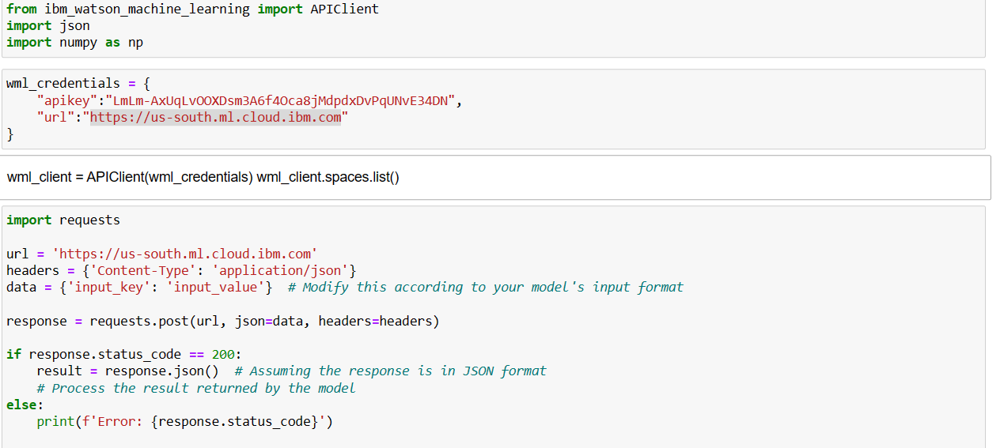 from ibm_watson_machine_learning import APIClient
import json
import numpy as np
wml_credentials = {
    "apikey":"LmLm-AxUqLvOOXDsm3A6f4Oca8jMdpdxDvPqUNvE34DN",
    "url":"https://us-south.ml.cloud.ibm.com"
}
wml_client = APIClient(wml_credentials) wml_client.spaces.list()
import requests
url = 'https://us-south.ml.cloud.ibm.com'
headers = {'Content-Type': 'application/json'}
data = {'input_key': 'input_value'}  # Modify this according to your model's input format
response = requests.post(url, json=data, headers=headers)
if response.status_code == 200:
    result = response.json()  # Assuming the response is in JSON format
    # Process the result returned by the model
else:
    print(f'Error: {response.status_code}')